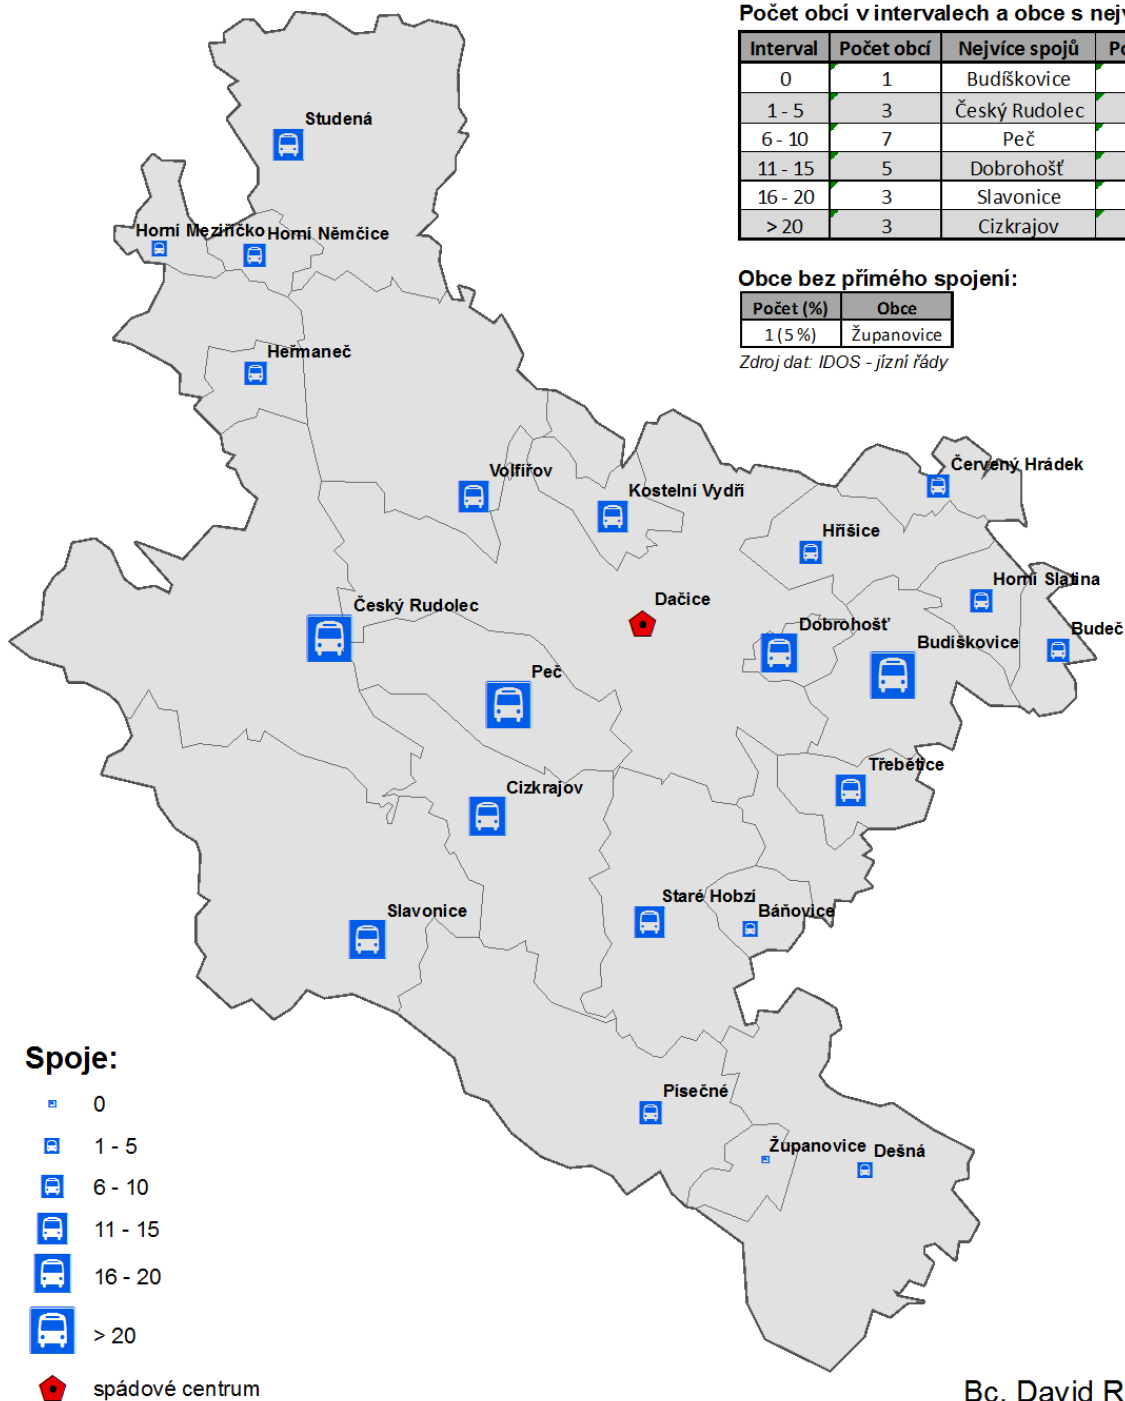 Počet obcí v intervalech a obce s nejv
Interval Počet obcí Nejvíce spojů Po
0 1 Budíškovice
1 - 5 3 Český Rudolec
6 - 10 7 Peč
11 - 15 5 Dobrohošť
16 - 20 3 Slavonice
> 20 3 Cizkrajov
Obce bez přímého spojení:
Počet (%) Obce
1 (5 %) Županovice
Zdroj dat: IDOS - jízní řády
Studená
Horní Meziříčko
Horní Němčice
Heřmaneč
Volfířov
Kostelní Vydří
Červený Hrádek
Hříšice
Horní Slatina
Dačice
Český Rudolec
Dobrohošť
Budíškovice
Budeč
Peč
Třebětice
Cizkrajov
Staré Hobzí
Báňovice
Slavonice
Písečné
Županovice
Dešná
Spoje:
0
1 - 5
6 - 10
11 - 15
16 - 20
> 20
spádové centrum
Bc. David R